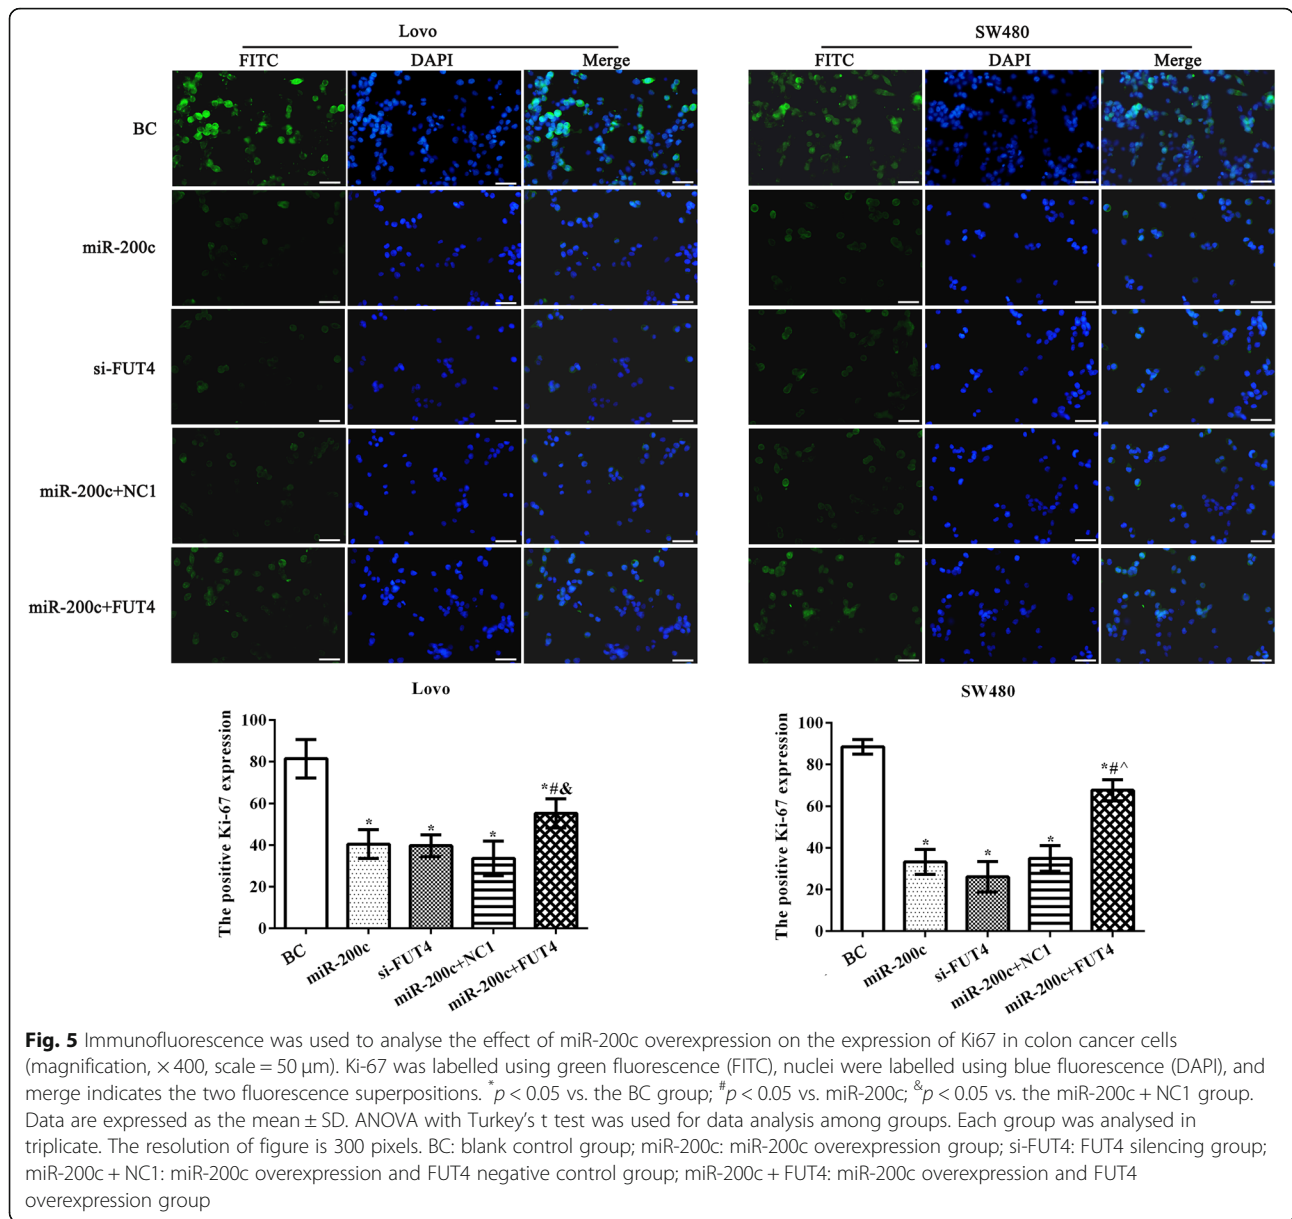 Lovo
SW480
FITC DAPI Merge
FITC DAPI Merge
BC
miR-200c
si-FUT4
miR-200c+NC1
miR-200c+FUT4
Lovo
The positive Ki-67 expression
100
80
60
40
20
0
*
*
*
*#&
BC
miR-200c
si-FUT4
miR-200c+NC1
miR-200c+FUT4
SW480
The positive Ki-67 expression
100
80
60
40
20
0
*
*
*
*#^
BC
miR-200c
si-FUT4
miR-200c+NC1
miR-200c+FUT4
Fig. 5 Immunofluorescence was used to analyse the effect of miR-200c overexpression on the expression of Ki67 in colon cancer cells
(magnification, × 400, scale = 50 μm). Ki-67 was labelled using green fluorescence (FITC), nuclei were labelled using blue fluorescence (DAPI), and
merge indicates the two fluorescence superpositions. *p < 0.05 vs. the BC group; #p < 0.05 vs. miR-200c; &p < 0.05 vs. the miR-200c + NC1 group.
Data are expressed as the mean ± SD. ANOVA with Turkey's t test was used for data analysis among groups. Each group was analysed in
triplicate. The resolution of figure is 300 pixels. BC: blank control group; miR-200c: miR-200c overexpression group; si-FUT4: FUT4 silencing group;
miR-200c + NC1: miR-200c overexpression and FUT4 negative control group; miR-200c + FUT4: miR-200c overexpression and FUT4
overexpression group